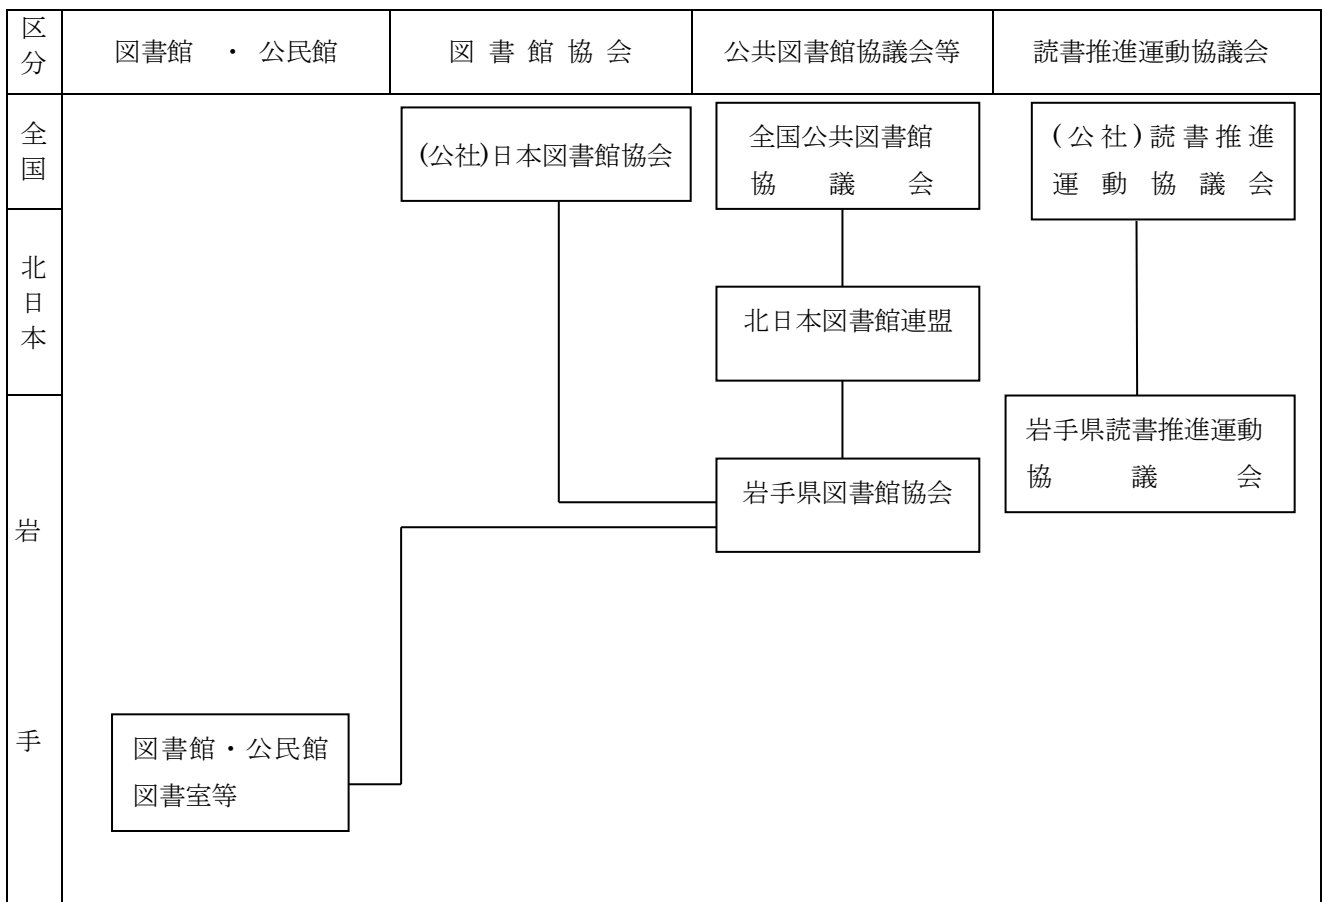 区
分
図書館 ・ 公民館
図 書 館 協 会
公共図書館協議会等
読書推進運動協議会
全
国
(公社)日本図書館協会
全国公共図書館
協 議 会
(公社)読書推進
運動協議会
北
日
本
北日本図書館連盟
岩
手
岩手県読書推進運動
協 議 会
岩手県図書館協会
図書館・公民館
図書室等